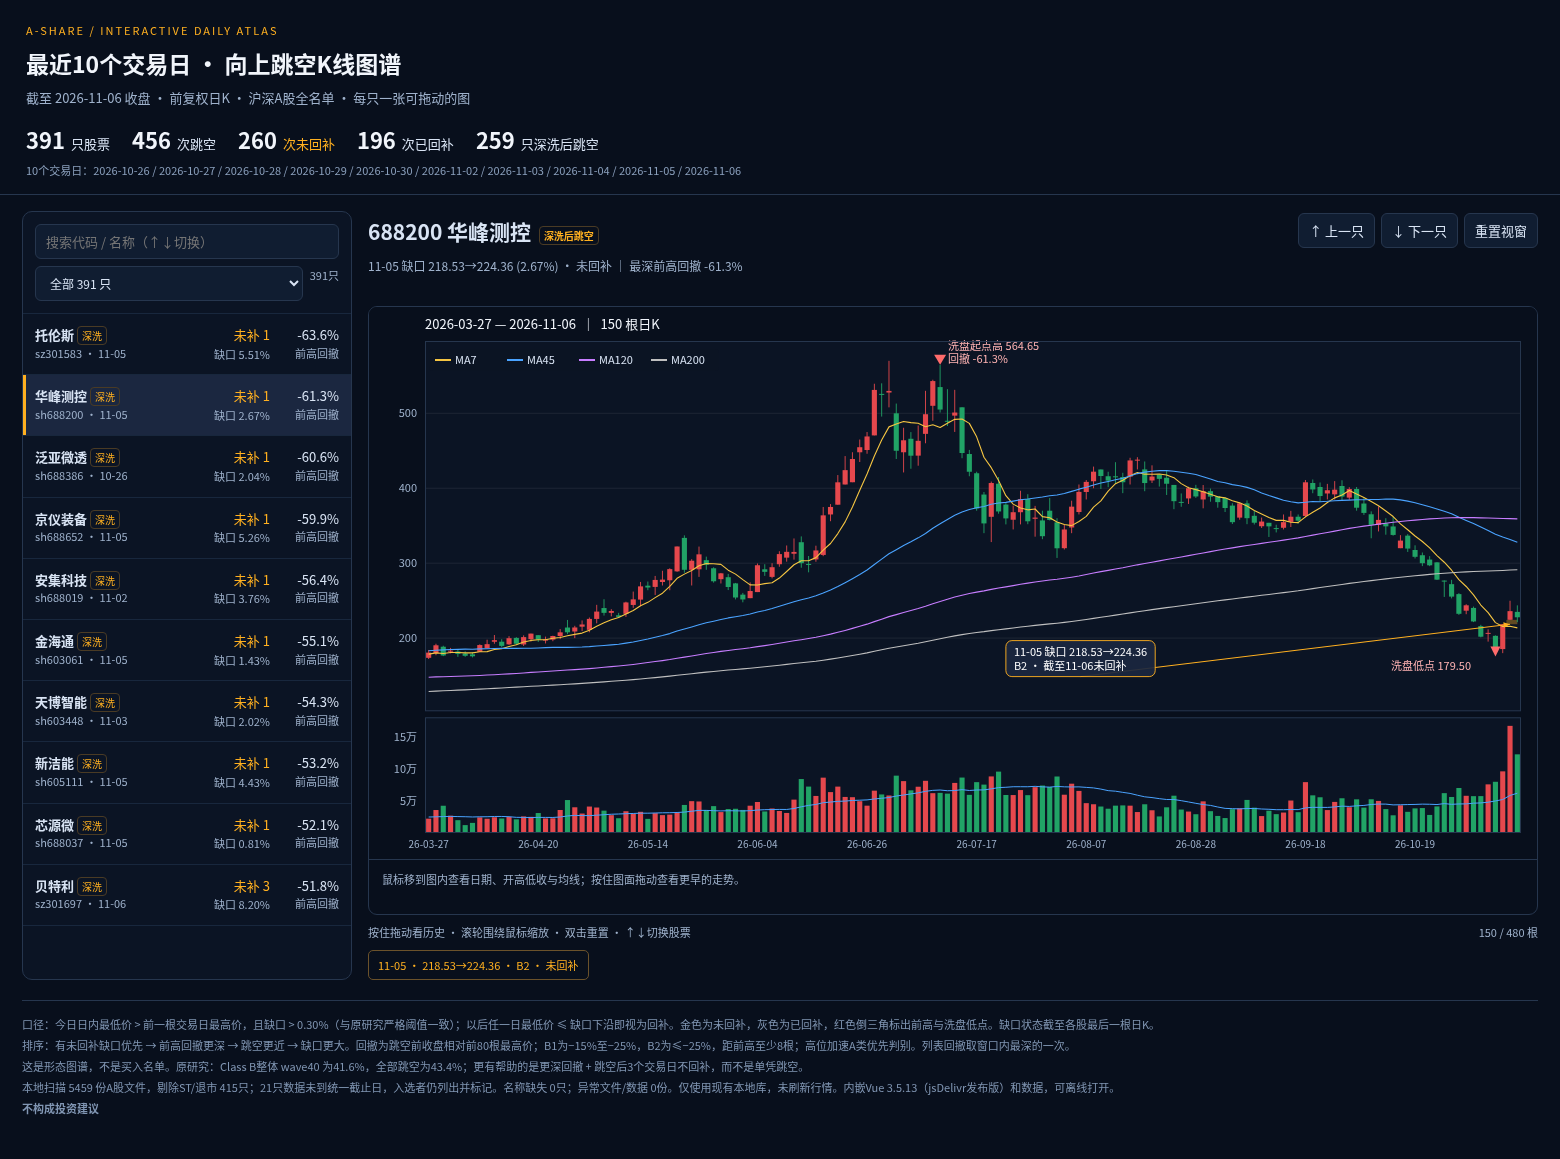 A-SHARE / INTERACTIVE DAILY ATLAS
最近10个交易日 · 向上跳空K线图谱
截至 2026-11-06 收盘 · 前复权日K · 沪深A股全名单 · 每只一张可拖动的图
391 只股票 456 次跳空 260 次未回补 196 次已回补 259 只深洗后跳空
10个交易日：2026-10-26 / 2026-10-27 / 2026-10-28 / 2026-10-29 / 2026-10-30 / 2026-11-02 / 2026-11-03 / 2026-11-04 / 2026-11-05 / 2026-11-06
搜索代码 / 名称（↑↓切换）
全部 391 只
391只
托伦斯 深洗 未补 1 -63.6%
sz301583 · 11-05 缺口 5.51% 前高回撤
华峰测控 深洗 未补 1 -61.3%
sh688200 · 11-05 缺口 2.67% 前高回撤
泛亚微透 深洗 未补 1 -60.6%
sh688386 · 10-26 缺口 2.04% 前高回撤
京仪装备 深洗 未补 1 -59.9%
sh688652 · 11-05 缺口 5.26% 前高回撤
安集科技 深洗 未补 1 -56.4%
sh688019 · 11-02 缺口 3.76% 前高回撤
金海通 深洗 未补 1 -55.1%
sh603061 · 11-05 缺口 1.43% 前高回撤
天博智能 深洗 未补 1 -54.3%
sh603448 · 11-03 缺口 2.02% 前高回撤
新洁能 深洗 未补 1 -53.2%
sh605111 · 11-05 缺口 4.43% 前高回撤
芯源微 深洗 未补 1 -52.1%
sh688037 · 11-05 缺口 0.81% 前高回撤
贝特利 深洗 未补 3 -51.8%
sz301697 · 11-06 缺口 8.20% 前高回撤
688200 华峰测控 深洗后跳空
↑ 上一只 ↓ 下一只 重置视窗
11-05 缺口 218.53→224.36 (2.67%) · 未回补 ｜ 最深前高回撤 -61.3%
2026-03-27 — 2026-11-06 ｜ 150 根日K
MA7 MA45 MA120 MA200
洗盘起点高 564.65
回撤 -61.3%
500
400
300
200
11-05 缺口 218.53→224.36
B2 · 截至11-06未回补
洗盘低点 179.50
15万
10万
5万
26-03-27 26-04-20 26-05-14 26-06-04 26-06-26 26-07-17 26-08-07 26-08-28 26-09-18 26-10-19
鼠标移到图内查看日期、开高低收与均线；按住图面拖动查看更早的走势。
按住拖动看历史 · 滚轮围绕鼠标缩放 · 双击重置 · ↑↓切换股票
150 / 480 根
11-05 · 218.53→224.36 · B2 · 未回补
口径：今日日内最低价 > 前一根交易日最高价，且缺口 > 0.30%（与原研究严格阈值一致）；以后任一日最低价 ≤ 缺口下沿即视为回补。金色为未回补，灰色为已回补，红色倒三角标出前高与洗盘低点。缺口状态截至各股最后一根日K。
排序：有未回补缺口优先 → 前高回撤更深 → 跳空更近 → 缺口更大。回撤为跳空前收盘相对前80根最高价；B1为−15%至−25%，B2为≤−25%，距前高至少8根；高位加速A类优先判别。列表回撤取窗口内最深的一次。
这是形态图谱，不是买入名单。原研究：Class B整体 wave40 为41.6%，全部跳空为43.4%；更有帮助的是更深回撤 + 跳空后3个交易日不回补，而不是单凭跳空。
本地扫描 5459 份A股文件，剔除ST/退市 415只；21只数据未到统一截止日，入选者仍列出并标记。名称缺失 0只；异常文件/数据 0份。仅使用现有本地库，未刷新行情。内嵌Vue 3.5.13（jsDelivr发布版）和数据，可离线打开。
不构成投资建议